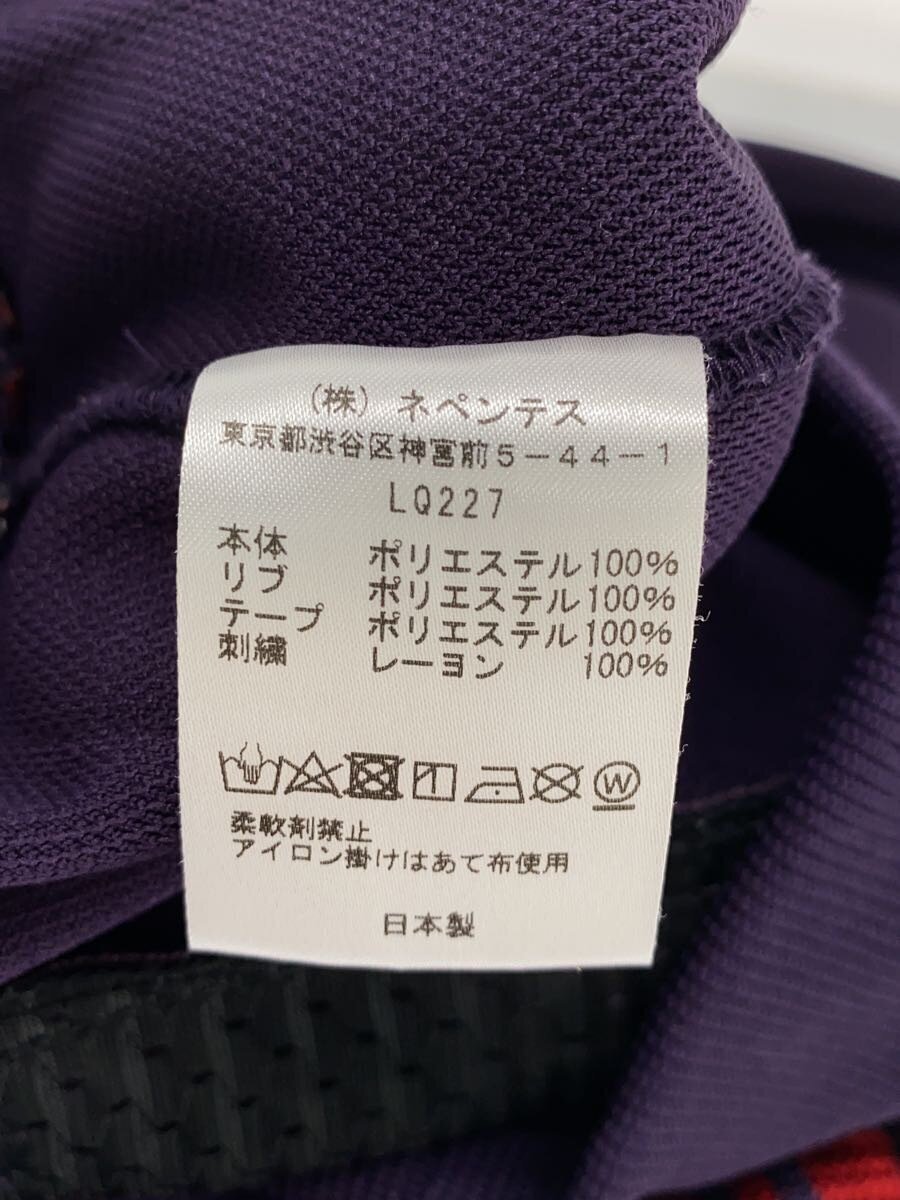 (株) ネペンテス
東京都渋谷区神宮前5-44-1
LQ227
本体 ポリエステル100%
リブ ポリエステル100%
テープ ポリエステル100%
刺繍 レーヨン 100%
W
柔軟剤禁止
アイロン掛けはあて布使用
日本製